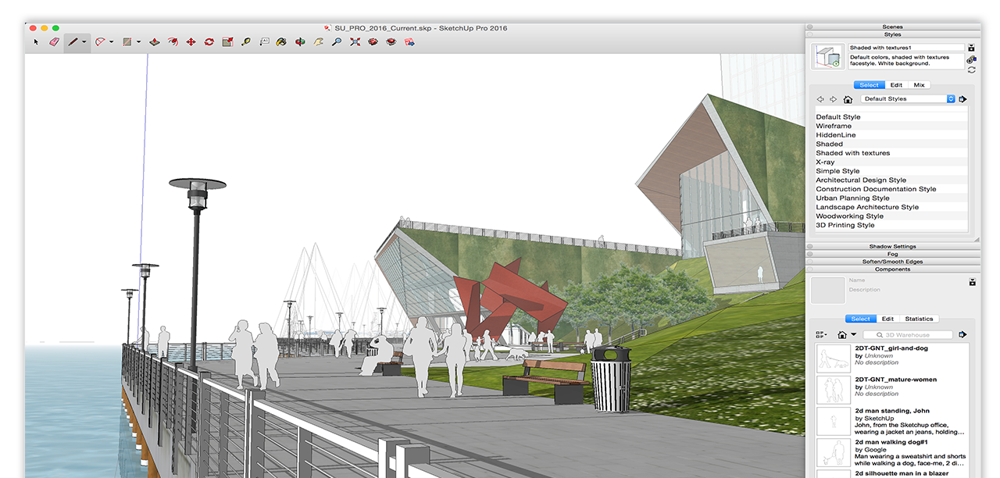 SU_PRO_2016_Current.skp - SketchUp Pro 2016
Scenes
Styles
Shaded with textures1
Default colors, shaded with textures
facestyle. White background.
Select Edit Mix
Default Styles
Default Style
Wireframe
HiddenLine
Shaded
Shaded with textures
X-ray
Simple Style
Architectural Design Style
Construction Documentation Style
Urban Planning Style
Landscape Architecture Style
Woodworking Style
3D Printing Style
Shadow Settings
Fog
Soften/Smooth Edges
Components
Name
Description
Select Edit Statistics
3D Warehouse
2DT-GNT_girl-and-dog
by Unknown
No description
2DT-GNT_mature-women
by Unknown
No description
2d man standing, John
by SketchUp
John, from the Sketchup office,
wearing a jacket an jeans, holding...
2d man walking dog#1
by Google
Man wearing a sweatshirt and shorts
while walking a dog, face-me, 2 di...
2d silhouette man in a blazer